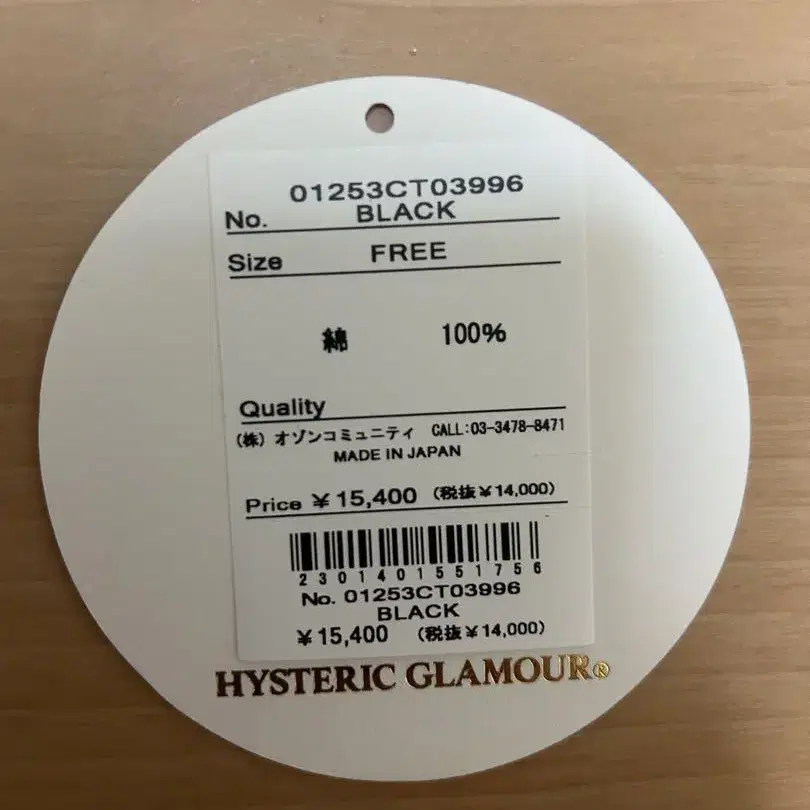 01253CT03996
No. BLACK
Size FREE
綿 100%
Quality
(株) オゾンコミュニティ CALL:03-3478-8471
MADE IN JAPAN
Price ¥15,400 (税抜¥14,000)
2301401551756
No. 01253CT03996
BLACK
¥15,400 (税抜¥14,000)
HYSTERIC GLAMOUR®